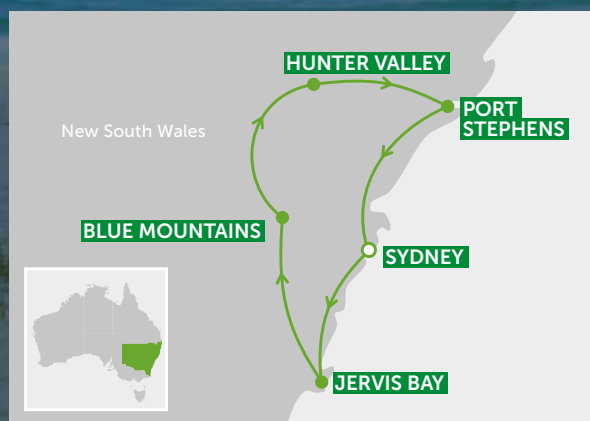 HUNTER VALLEY
PORT
STEPHENS
New South Wales
BLUE MOUNTAINS
SYDNEY
JERVIS BAY